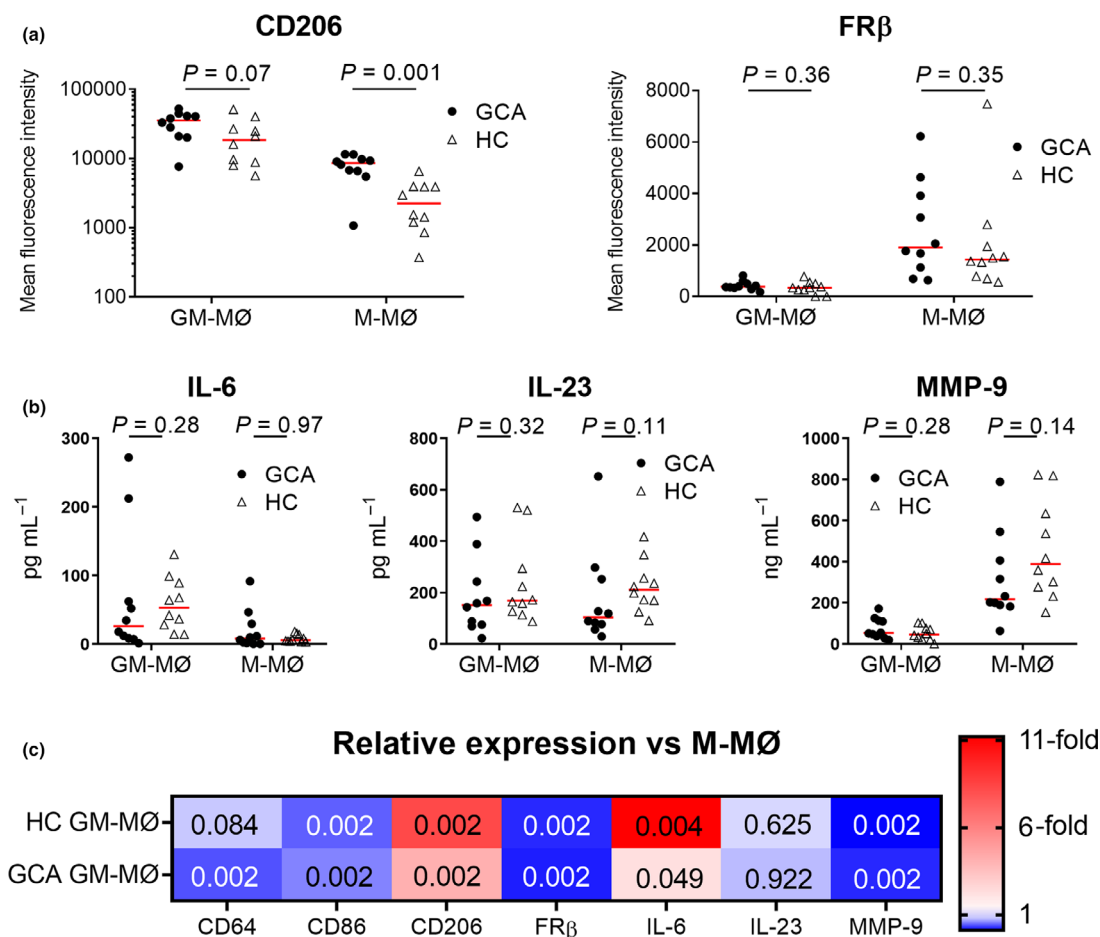 (a)
CD206
P = 0.07
P = 0.001
Mean fluorescence intensity
100000
10000
1000
100
GM-MØ
M-MØ
GCA
HC
FRβ
P = 0.36
P = 0.35
Mean fluorescence intensity
8000
6000
4000
2000
0
GM-MØ
M-MØ
GCA
HC
(b)
IL-6
P = 0.28
P = 0.97
pg mL⁻¹
300
200
100
0
GM-MØ
M-MØ
GCA
HC
IL-23
P = 0.32
P = 0.11
pg mL⁻¹
800
600
400
200
0
GM-MØ
M-MØ
GCA
HC
MMP-9
P = 0.28
P = 0.14
ng mL⁻¹
1000
800
600
400
200
0
GM-MØ
M-MØ
GCA
HC
(c)
Relative expression vs M-MØ
HC GM-MØ 0.084 0.002 0.002 0.002 0.004 0.625 0.002
GCA GM-MØ 0.002 0.002 0.002 0.002 0.049 0.922 0.002
CD64 CD86 CD206 FRβ IL-6 IL-23 MMP-9
11-fold
6-fold
1